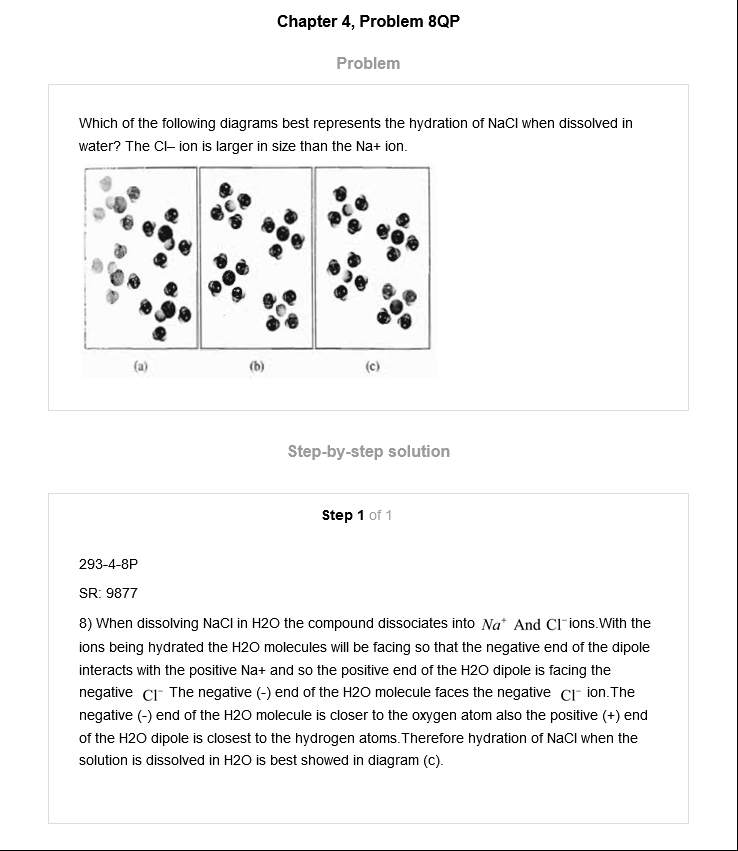 Chapter 4, Problem 8QP
Problem
Which of the following diagrams best represents the hydration of NaCl when dissolved in
water? The Cl– ion is larger in size than the Na+ ion.
(a) (b) (c)
Step-by-step solution
Step 1 of 1
293-4-8P
SR: 9877
8) When dissolving NaCl in H2O the compound dissociates into Na⁺ And Cl⁻ions.With the
ions being hydrated the H2O molecules will be facing so that the negative end of the dipole
interacts with the positive Na+ and so the positive end of the H2O dipole is facing the
negative Cl⁻ The negative (-) end of the H2O molecule faces the negative Cl⁻ ion.The
negative (-) end of the H2O molecule is closer to the oxygen atom also the positive (+) end
of the H2O dipole is closest to the hydrogen atoms.Therefore hydration of NaCl when the
solution is dissolved in H2O is best showed in diagram (c).